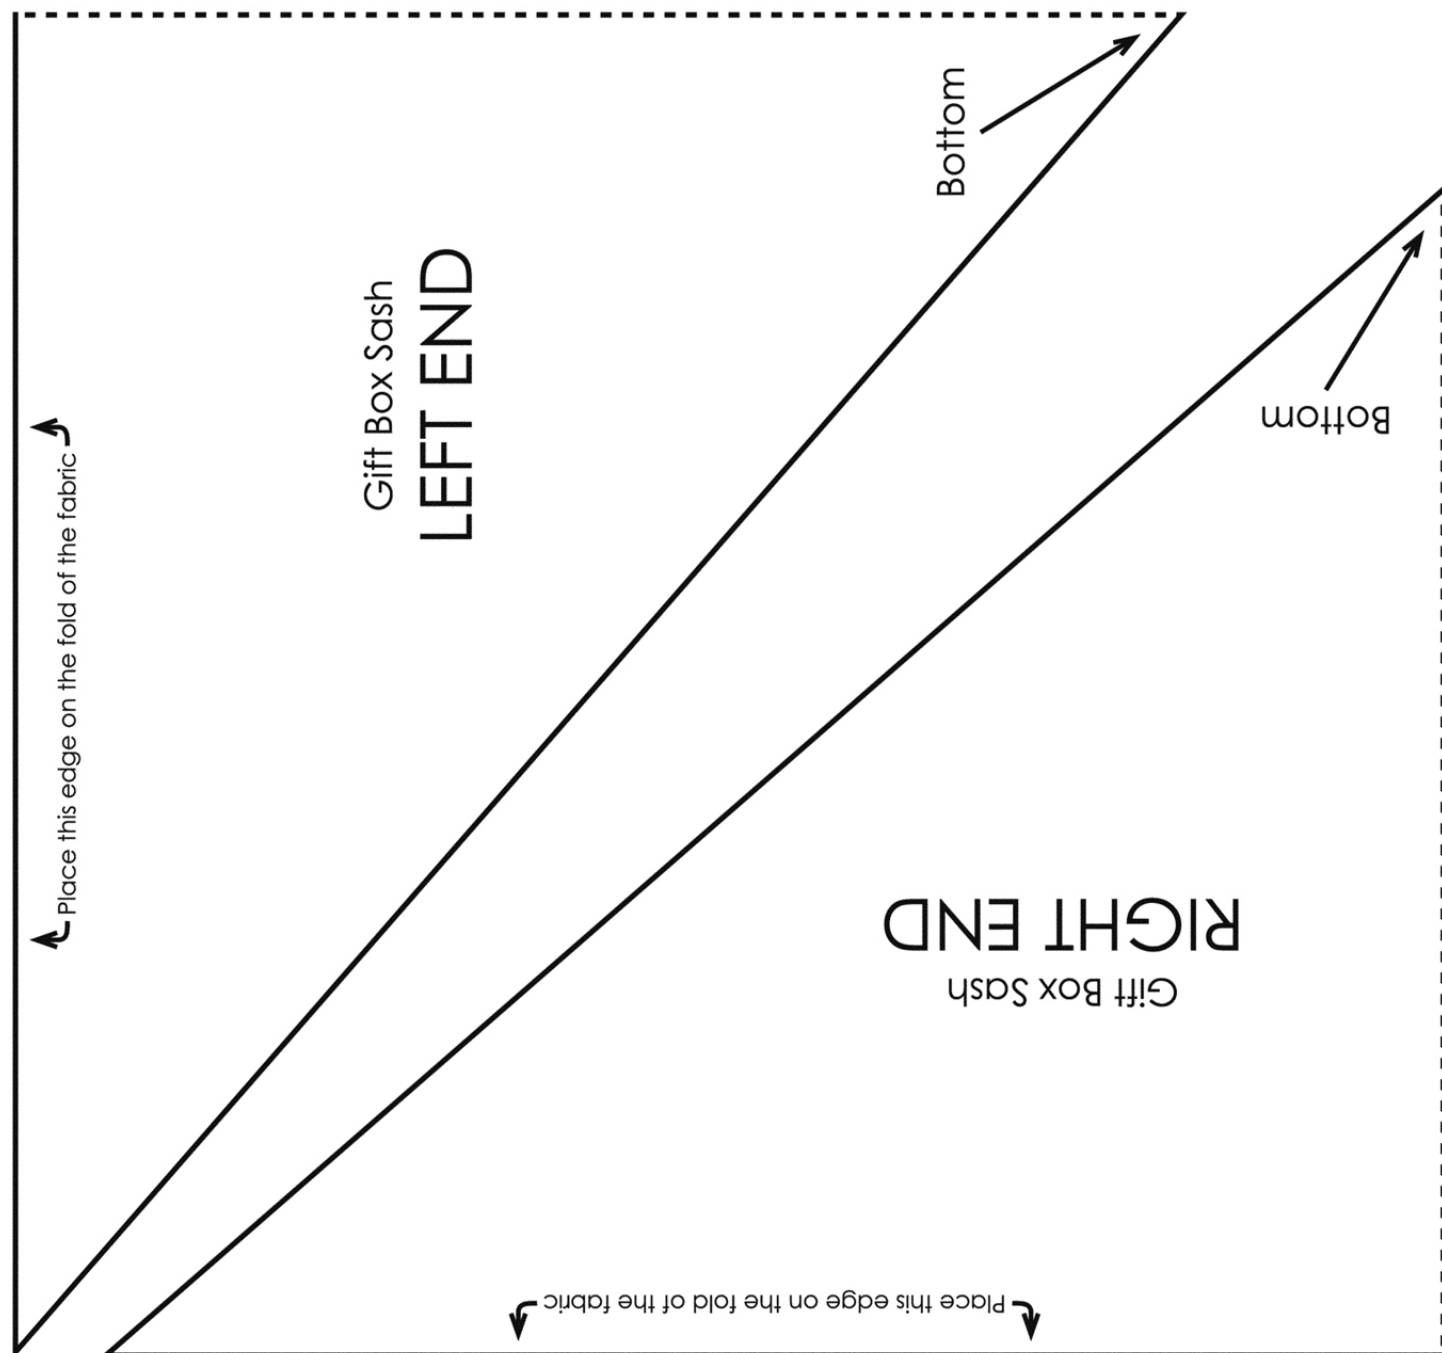 Place this edge on the fold of the fabric
Gift Box Sash
LEFT END
Bottom
Bottom
Gift Box Sash
RIGHT END
Place this edge on the fold of the fabric